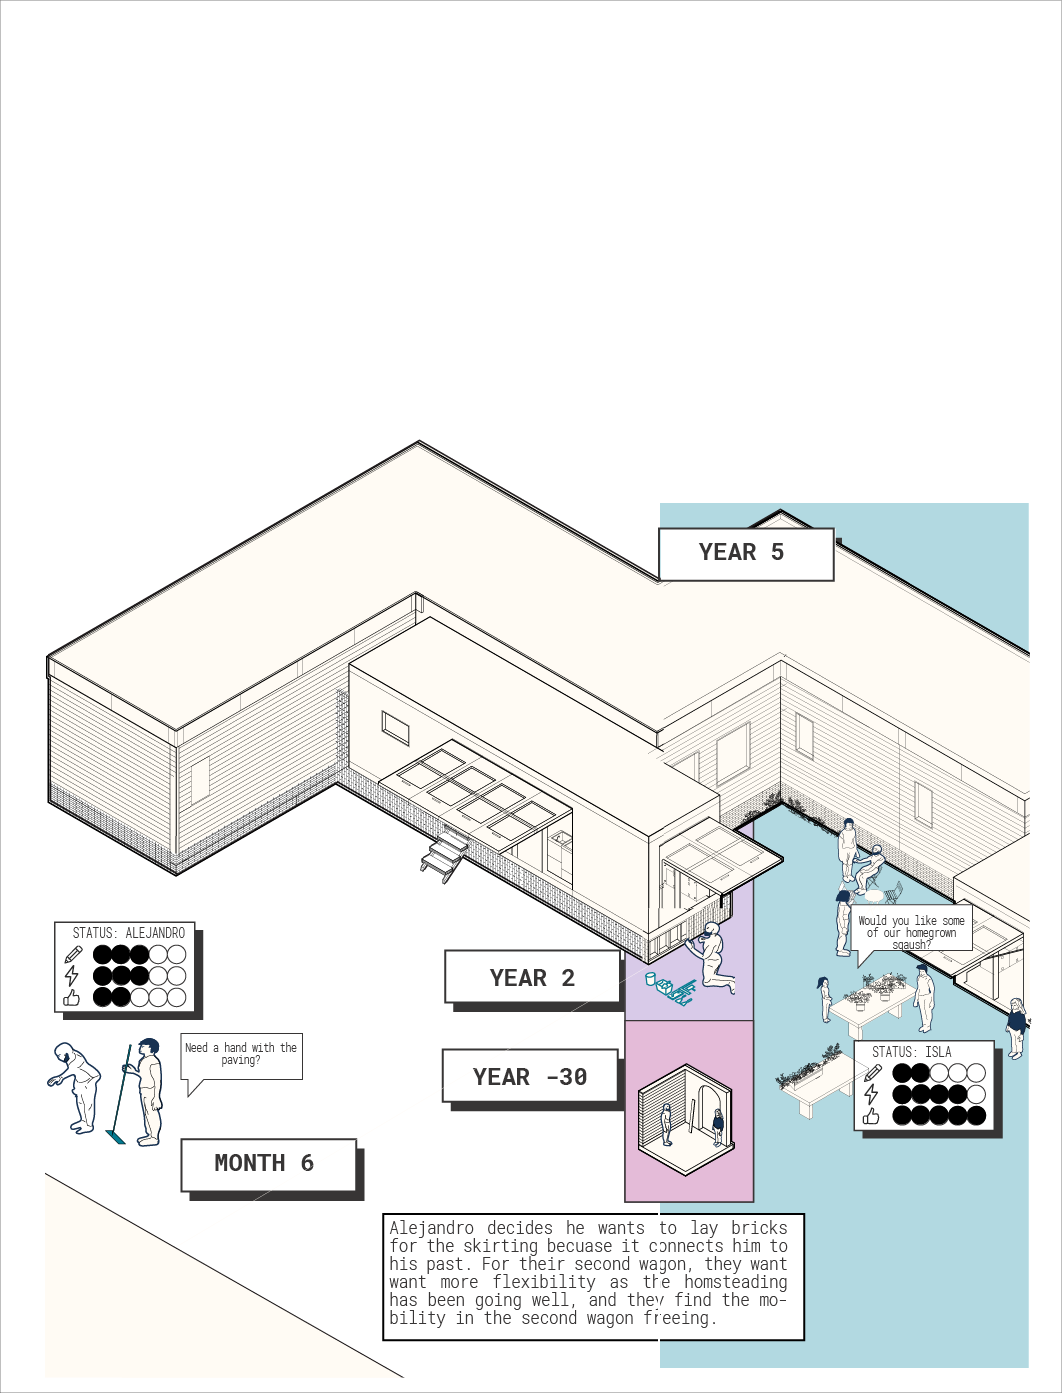 YEAR 5
Would you like some
of our homegrown
sqaush?
STATUS: ALEJANDRO
YEAR 2
Need a hand with the
paving?
YEAR -30
STATUS: ISLA
MONTH 6
Alejandro decides he wants to lay bricks
for the skirting becuase it connects him to
his past. For their second wagon, they want
want more flexibility as the homsteading
has been going well, and they find the mo-
bility in the second wagon freeing.